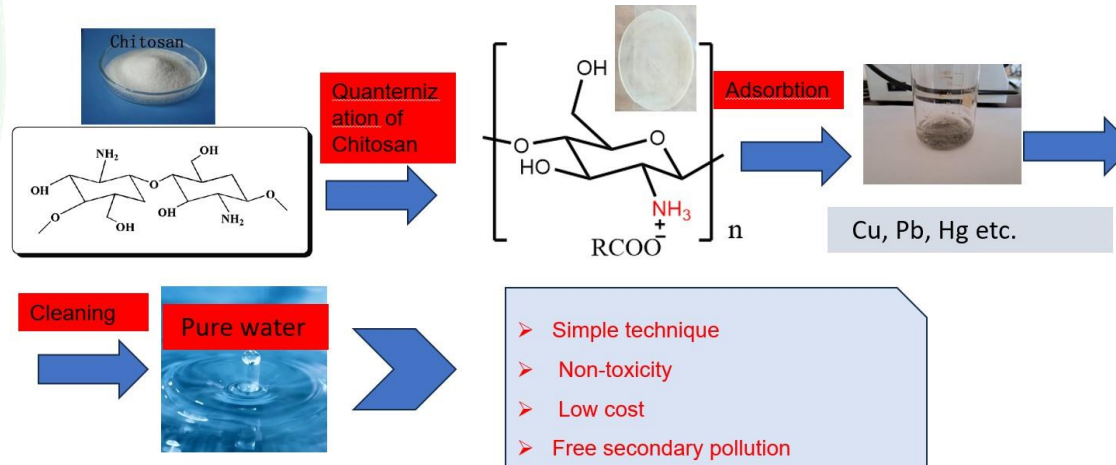 Chitosan
Quanterniz
ation of
Chitosan
Adsorbtion
NH₂
OH
OH
O
O
O
OH
OH
NH₂
OH
O
O
HO
NH₃
+
-
RCOO
n
Cu, Pb, Hg etc.
Cleaning
Pure water
➢ Simple technique
➢ Non-toxicity
➢ Low cost
➢ Free secondary pollution